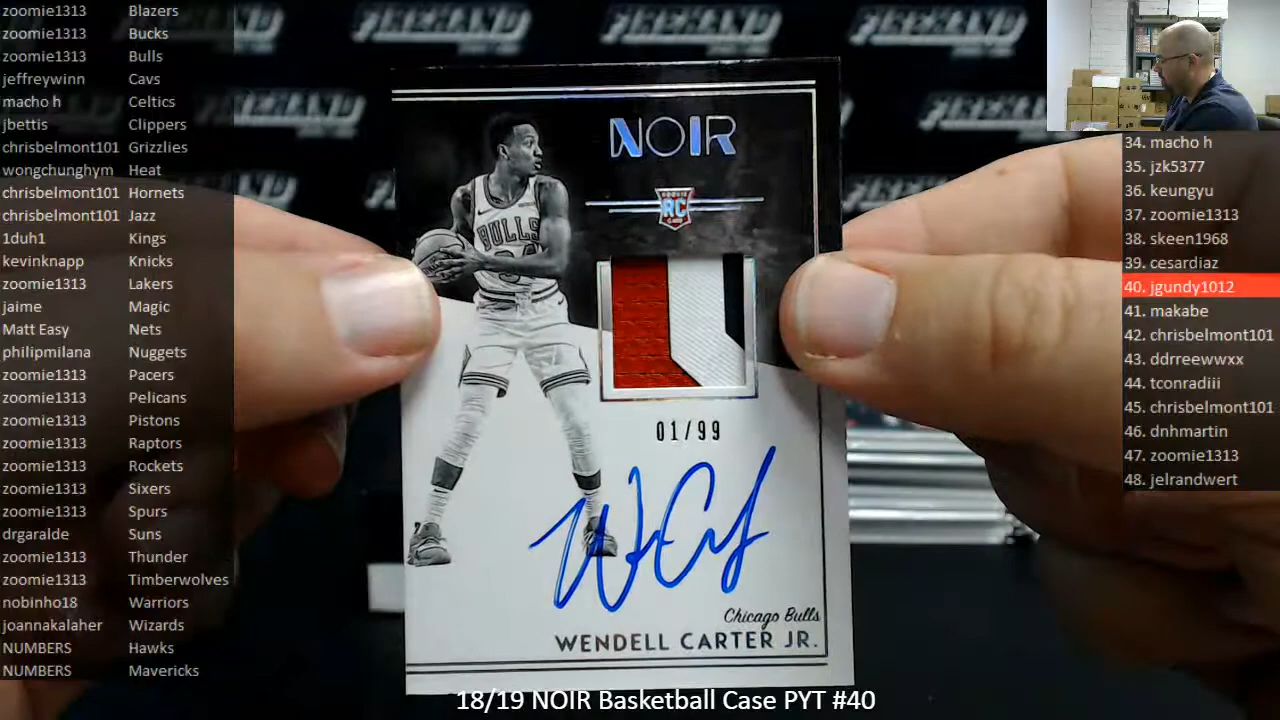 zoomie1313 Blazers
zoomie1313 Bucks
zoomie1313 Bulls
jeffreywinn Cavs
macho h Celtics
jbettis Clippers
chrisbelmont101 Grizzlies
wongchunghym Heat
chrisbelmont101 Hornets
chrisbelmont101 Jazz
1duh1 Kings
kevinknapp Knicks
zoomie1313 Lakers
jaime Magic
Matt Easy Nets
philipmilana Nuggets
zoomie1313 Pacers
zoomie1313 Pelicans
zoomie1313 Pistons
zoomie1313 Raptors
zoomie1313 Rockets
zoomie1313 Sixers
zoomie1313 Spurs
drgaralde Suns
zoomie1313 Thunder
zoomie1313 Timberwolves
nobinho18 Warriors
joannakalaher Wizards
NUMBERS Hawks
NUMBERS Mavericks
NOIR
RC
BULLS
01/99
Chicago Bulls
WENDELL CARTER JR.
34. macho h
35. jzk5377
36. keungyu
37. zoomie1313
38. skeen1968
39. cesardiaz
40. jgundy1012
41. makabe
42. chrisbelmont101
43. ddrreewwxx
44. tconradiii
45. chrisbelmont101
46. dnhmartin
47. zoomie1313
48. jelrandwert
18/19 NOIR Basketball Case PYT #40